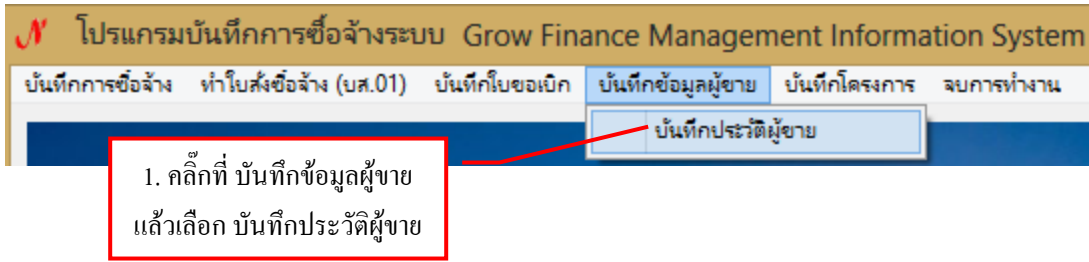 N โปรแกรมบันทึกการซื้อจ้างระบบ Grow Finance Management Information System
บันทึกการซื้อจ้าง ทำใบสั่งซื้อจ้าง (บส.01) บันทึกใบขอเบิก บันทึกข้อมูลผู้ขาย บันทึกโครงการ จบการทำงาน
บันทึกประวัติผู้ขาย
1. คลิ๊กที่ บันทึกข้อมูลผู้ขาย
แล้วเลือก บันทึกประวัติผู้ขาย